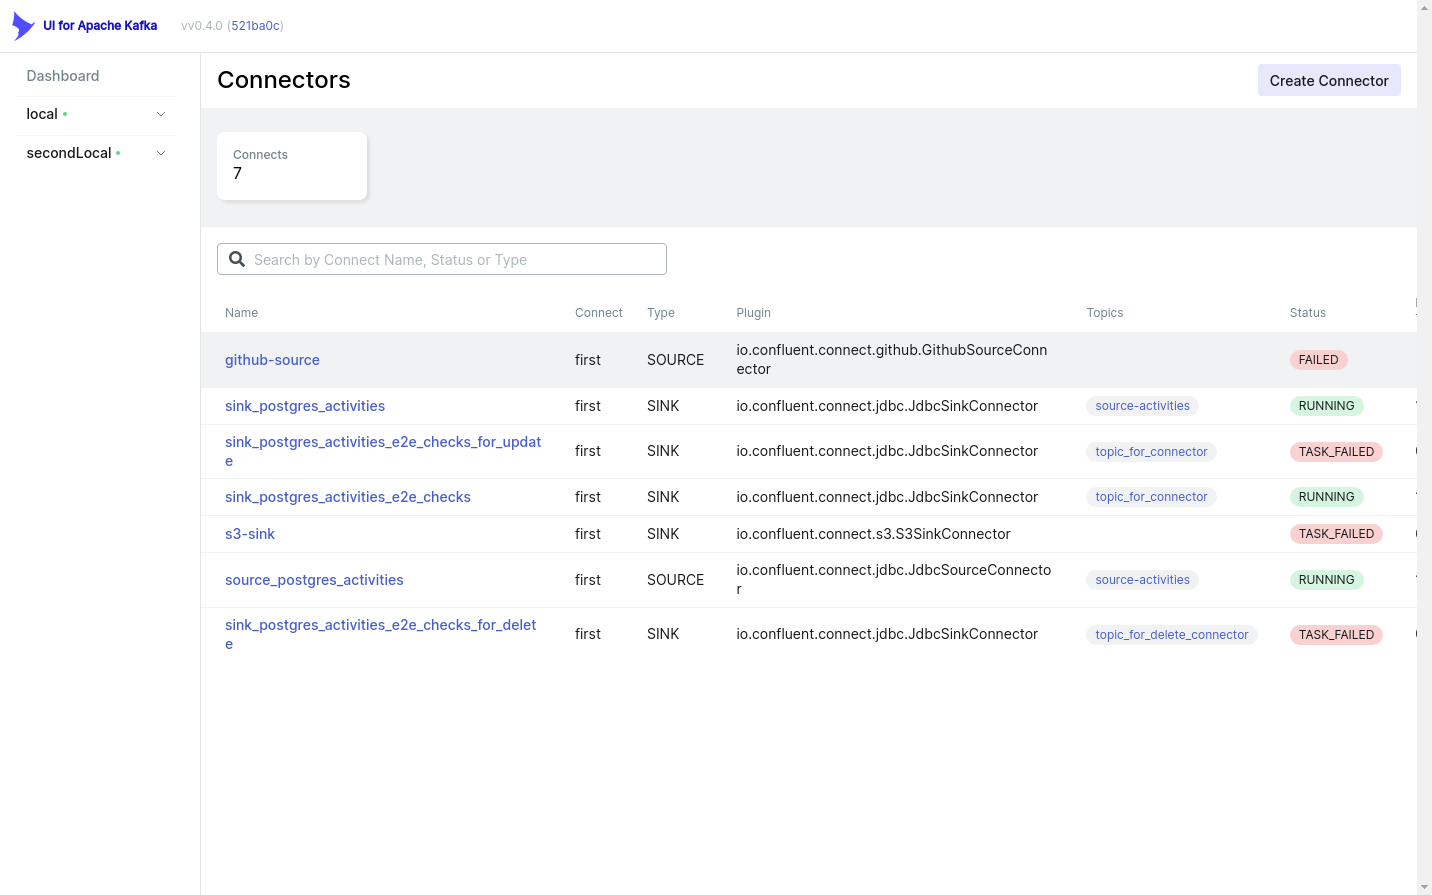 UI for Apache Kafka vv0.4.0 (521ba0c)
Dashboard
local
secondLocal
Connectors
Create Connector
Connects
7
Search by Connect Name, Status or Type
Name Connect Type Plugin Topics Status
github-source first SOURCE io.confluent.connect.github.GithubSourceConn
ector FAILED
sink_postgres_activities first SINK io.confluent.connect.jdbc.JdbcSinkConnector source-activities RUNNING
sink_postgres_activities_e2e_checks_for_updat
e first SINK io.confluent.connect.jdbc.JdbcSinkConnector topic_for_connector TASK_FAILED
sink_postgres_activities_e2e_checks first SINK io.confluent.connect.jdbc.JdbcSinkConnector topic_for_connector RUNNING
s3-sink first SINK io.confluent.connect.s3.S3SinkConnector TASK_FAILED
source_postgres_activities first SOURCE io.confluent.connect.jdbc.JdbcSourceConnecto
r source-activities RUNNING
sink_postgres_activities_e2e_checks_for_delet
e first SINK io.confluent.connect.jdbc.JdbcSinkConnector topic_for_delete_connector TASK_FAILED